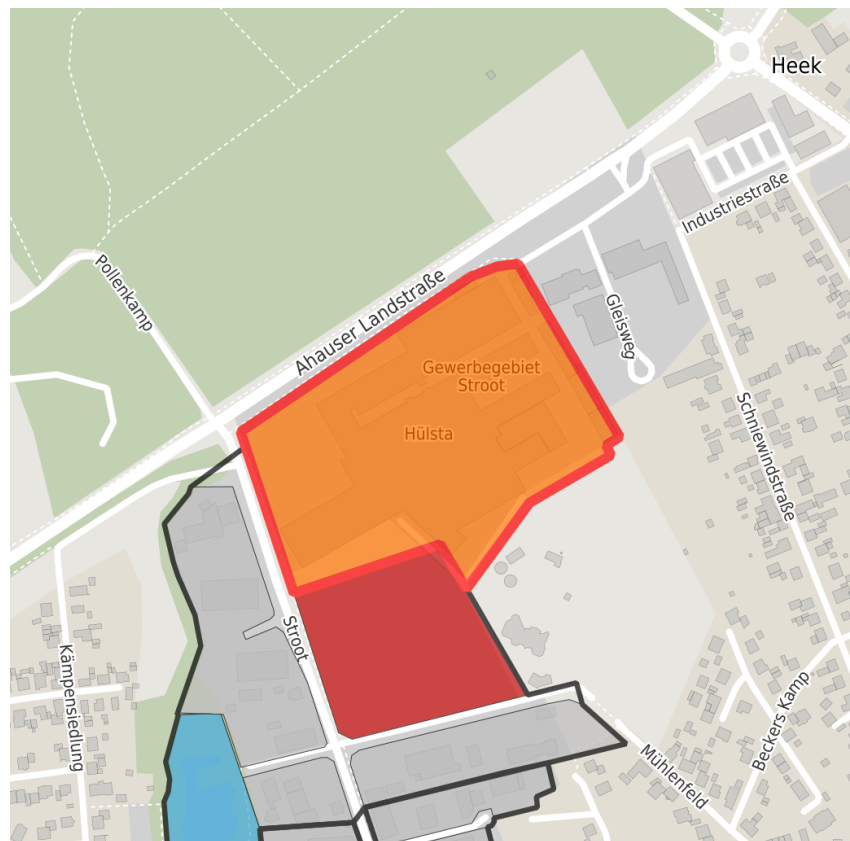 Heek
Industriestraße
Pollenkamp
Ahauser Landstraße
Gleisweg
Gewerbegebiet
Stroot
Hülsta
Schniewindstraße
Stroot
Kämpensiedlung
Beckers Kamp
Mühlenfeld